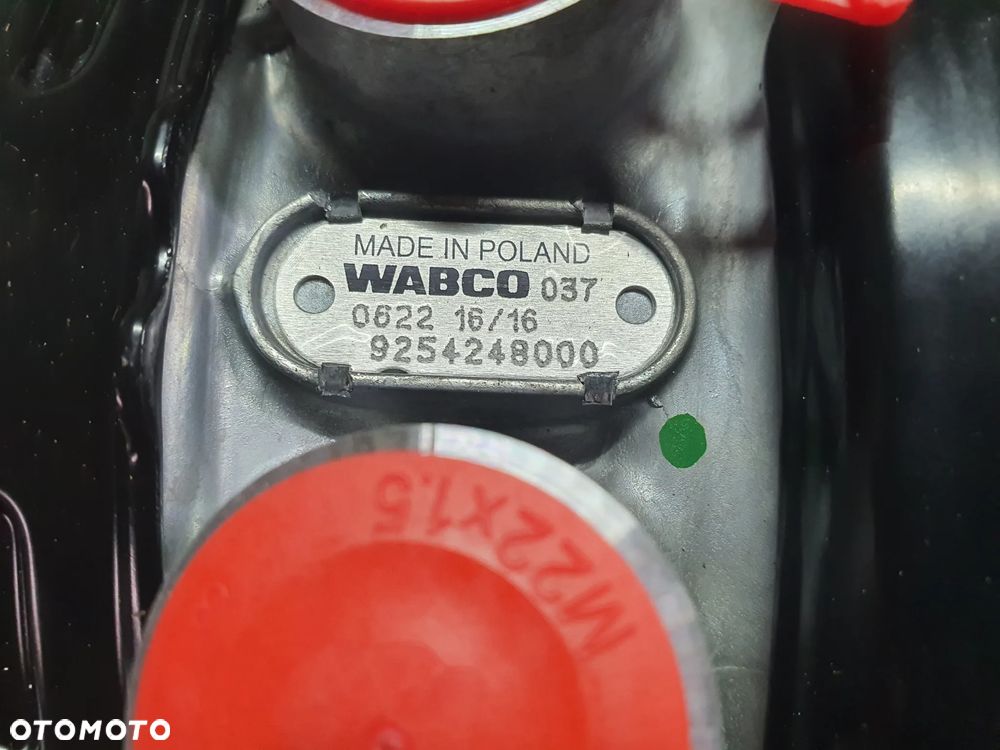 MADE IN POLAND
WABCO 037
0622 16/16
9254248000
M22x1.5
OTOMOTO